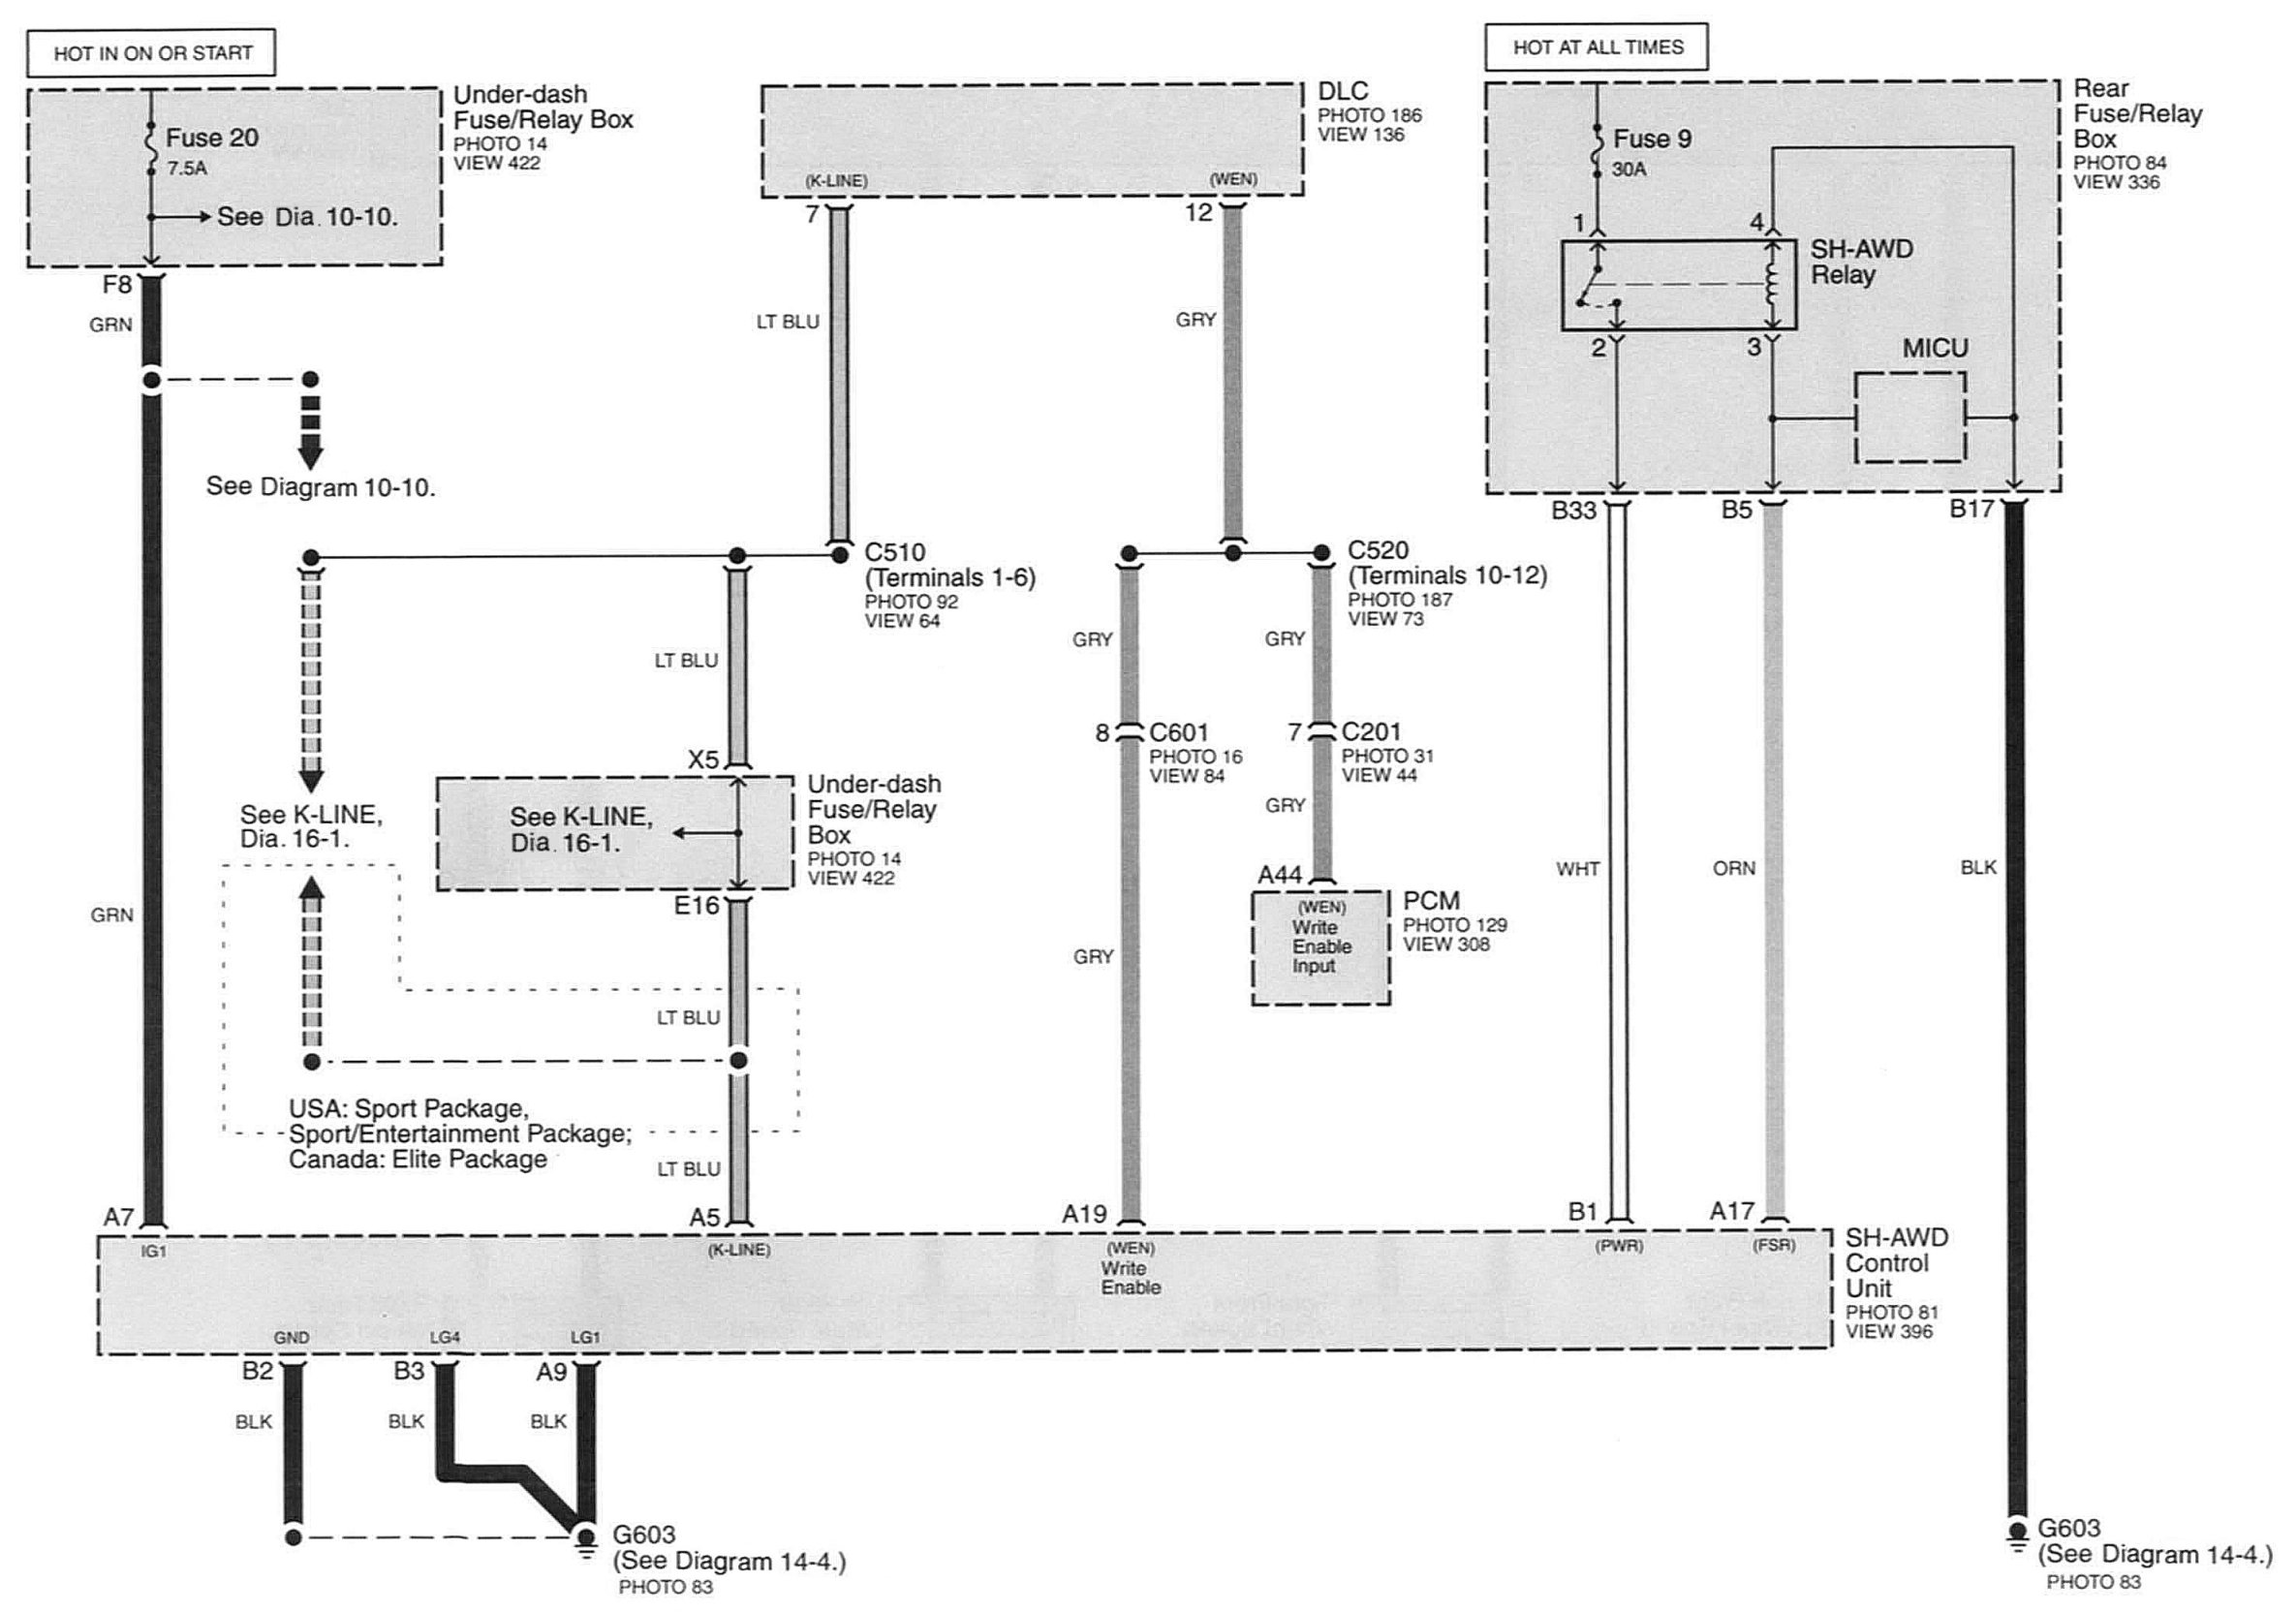 HOT IN ON OR START
HOT AT ALL TIMES
Fuse 20
7.5A
See Dia. 10-10.
Under-dash
Fuse/Relay Box
PHOTO 14
VIEW 422
F8
GRN
See Diagram 10-10.
GRN
DLC
PHOTO 186
VIEW 136
(K-LINE)
(WEN)
7
12
LT BLU
GRY
Fuse 9
30A
Rear
Fuse/Relay
Box
PHOTO 84
VIEW 336
1
4
SH-AWD
Relay
2
3
MICU
B33
B5
B17
C510
(Terminals 1-6)
PHOTO 92
VIEW 64
C520
(Terminals 10-12)
PHOTO 187
VIEW 73
LT BLU
GRY
GRY
X5
8
C601
PHOTO 16
VIEW 84
7
C201
PHOTO 31
VIEW 44
See K-LINE,
Dia. 16-1.
See K-LINE,
Dia. 16-1.
Under-dash
Fuse/Relay
Box
PHOTO 14
VIEW 422
E16
GRY
A44
(WEN)
Write
Enable
Input
PCM
PHOTO 129
VIEW 308
GRY
WHT
ORN
BLK
LT BLU
USA: Sport Package,
Sport/Entertainment Package;
Canada: Elite Package
LT BLU
A7
A5
A19
B1
A17
IG1
(K-LINE)
(WEN)
Write
Enable
(PWR)
(FSR)
SH-AWD
Control
Unit
PHOTO 81
VIEW 396
GND
LG4
LG1
B2
B3
A9
BLK
BLK
BLK
G603
(See Diagram 14-4.)
PHOTO 83
G603
(See Diagram 14-4.)
PHOTO 83